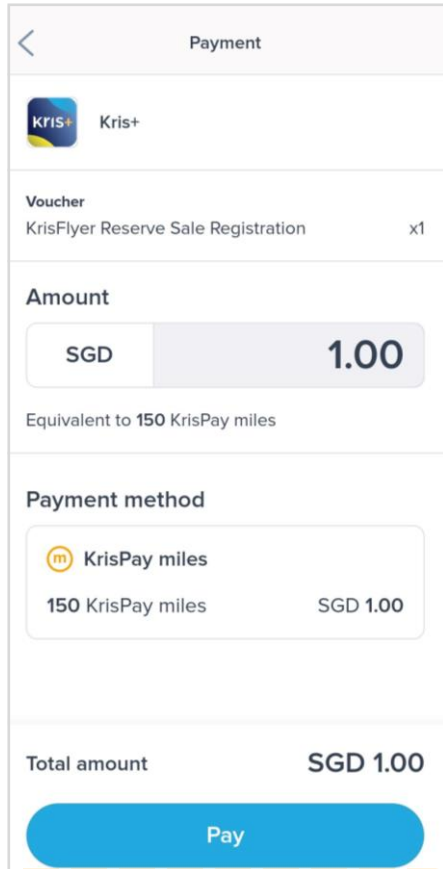 Payment
KrIS+ Kris+
Voucher
KrisFlyer Reserve Sale Registration x1
Amount
SGD 1.00
Equivalent to 150 KrisPay miles
Payment method
m KrisPay miles
150 KrisPay miles SGD 1.00
Total amount SGD 1.00
Pay